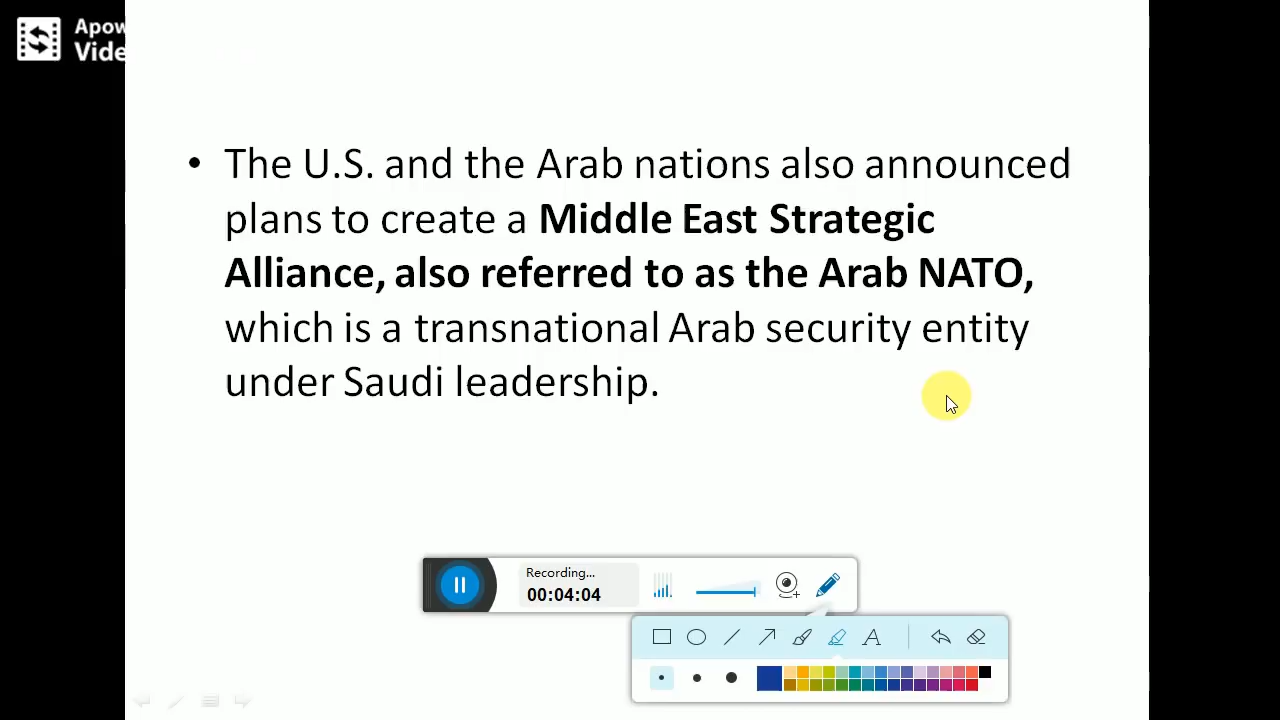 Apow
Vide
• The U.S. and the Arab nations also announced
plans to create a Middle East Strategic
Alliance, also referred to as the Arab NATO,
which is a transnational Arab security entity
under Saudi leadership.
Recording...
00:04:04
A